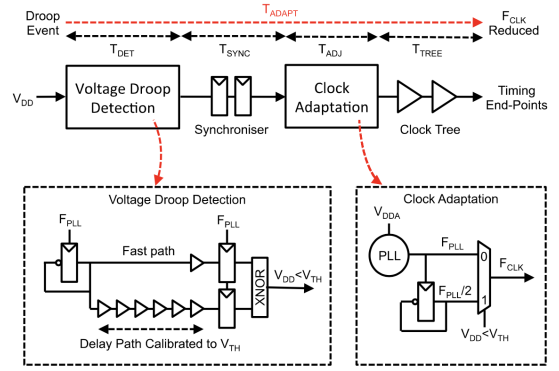 Droop Event
T_ADAPT
F_CLK Reduced
T_DET
T_SYNC
T_ADJ
T_TREE
V_DD
Voltage Droop Detection
Synchroniser
Clock Adaptation
Clock Tree
Timing End-Points
Voltage Droop Detection
F_PLL
F_PLL
Fast path
XNOR
V_DD<V_TH
Delay Path Calibrated to V_TH
Clock Adaptation
V_DDA
PLL
F_PLL
0
F_CLK
F_PLL/2
1
V_DD<V_TH